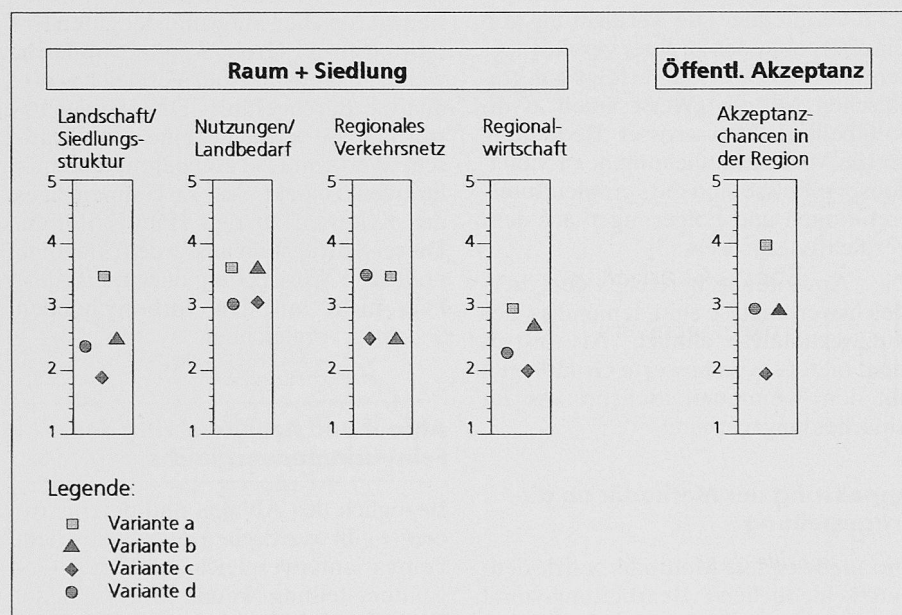 Raum + Siedlung
Öffentl. Akzeptanz
Landschaft/
Siedlungs-
struktur
Nutzungen/
Landbedarf
Regionales
Verkehrsnetz
Regional-
wirtschaft
Akzeptanz-
chancen in
der Region
5
4
3
2
1
5
4
3
2
1
5
4
3
2
1
5
4
3
2
1
5
4
3
2
1
Legende:
Variante a
Variante b
Variante c
Variante d